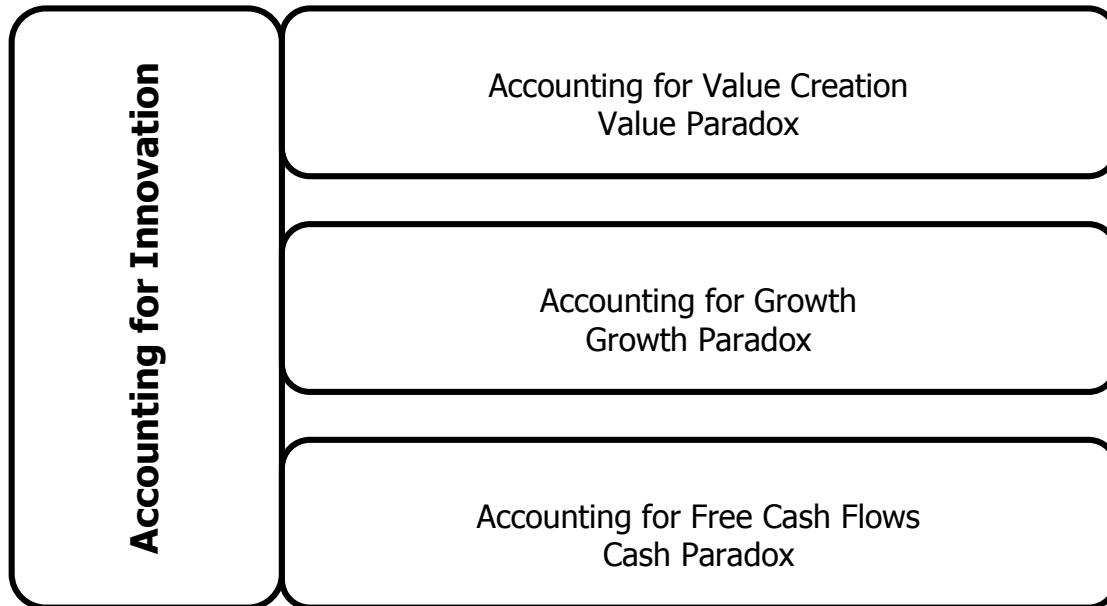 Accounting for Innovation
Accounting for Value Creation
Value Paradox
Accounting for Growth
Growth Paradox
Accounting for Free Cash Flows
Cash Paradox